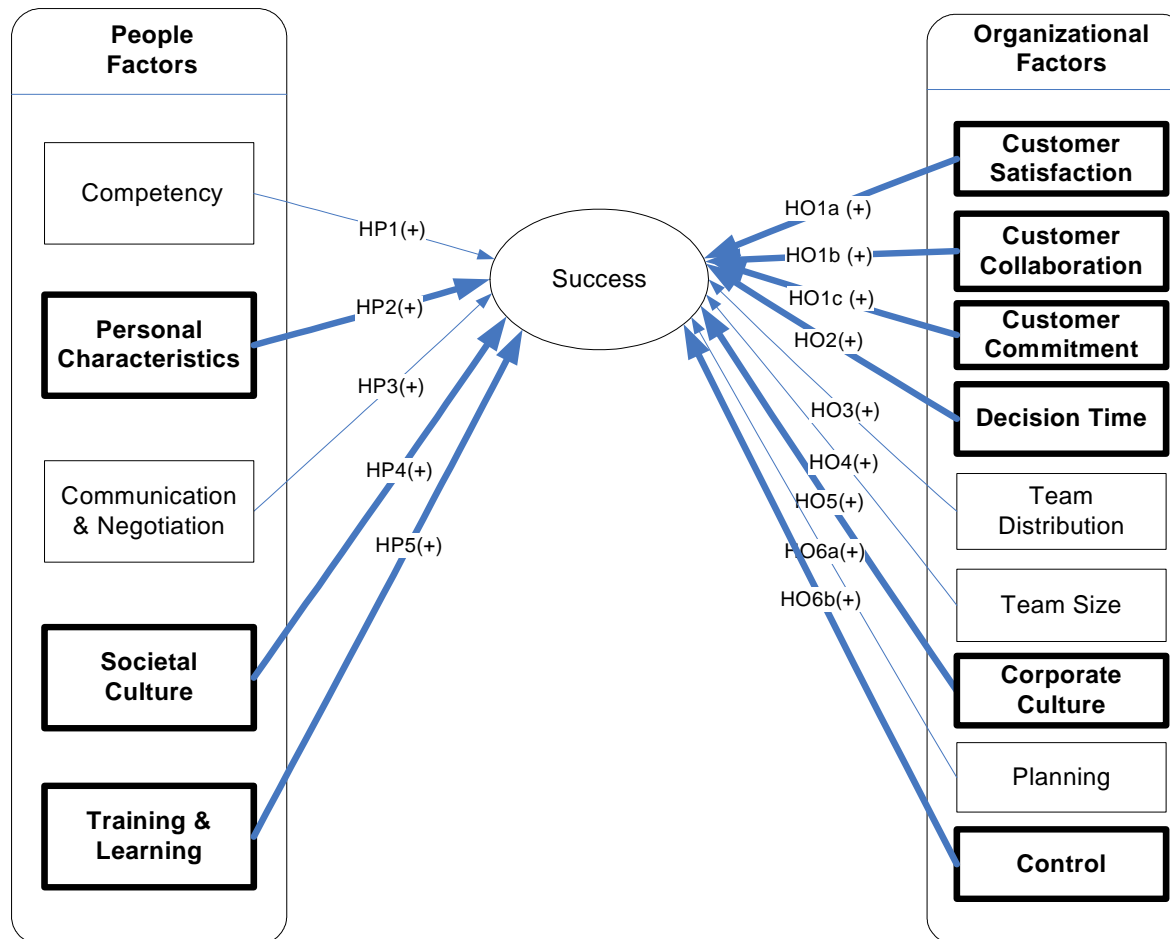 People
Factors
Competency
Personal
Characteristics
Communication
& Negotiation
Societal
Culture
Training &
Learning
HP1(+)
HP2(+)
HP3(+)
HP4(+)
HP5(+)
Success
HO1a (+)
HO1b (+)
HO1c (+)
HO2(+)
HO3(+)
HO4(+)
HO5(+)
HO6a(+)
HO6b(+)
Organizational
Factors
Customer
Satisfaction
Customer
Collaboration
Customer
Commitment
Decision Time
Team
Distribution
Team Size
Corporate
Culture
Planning
Control